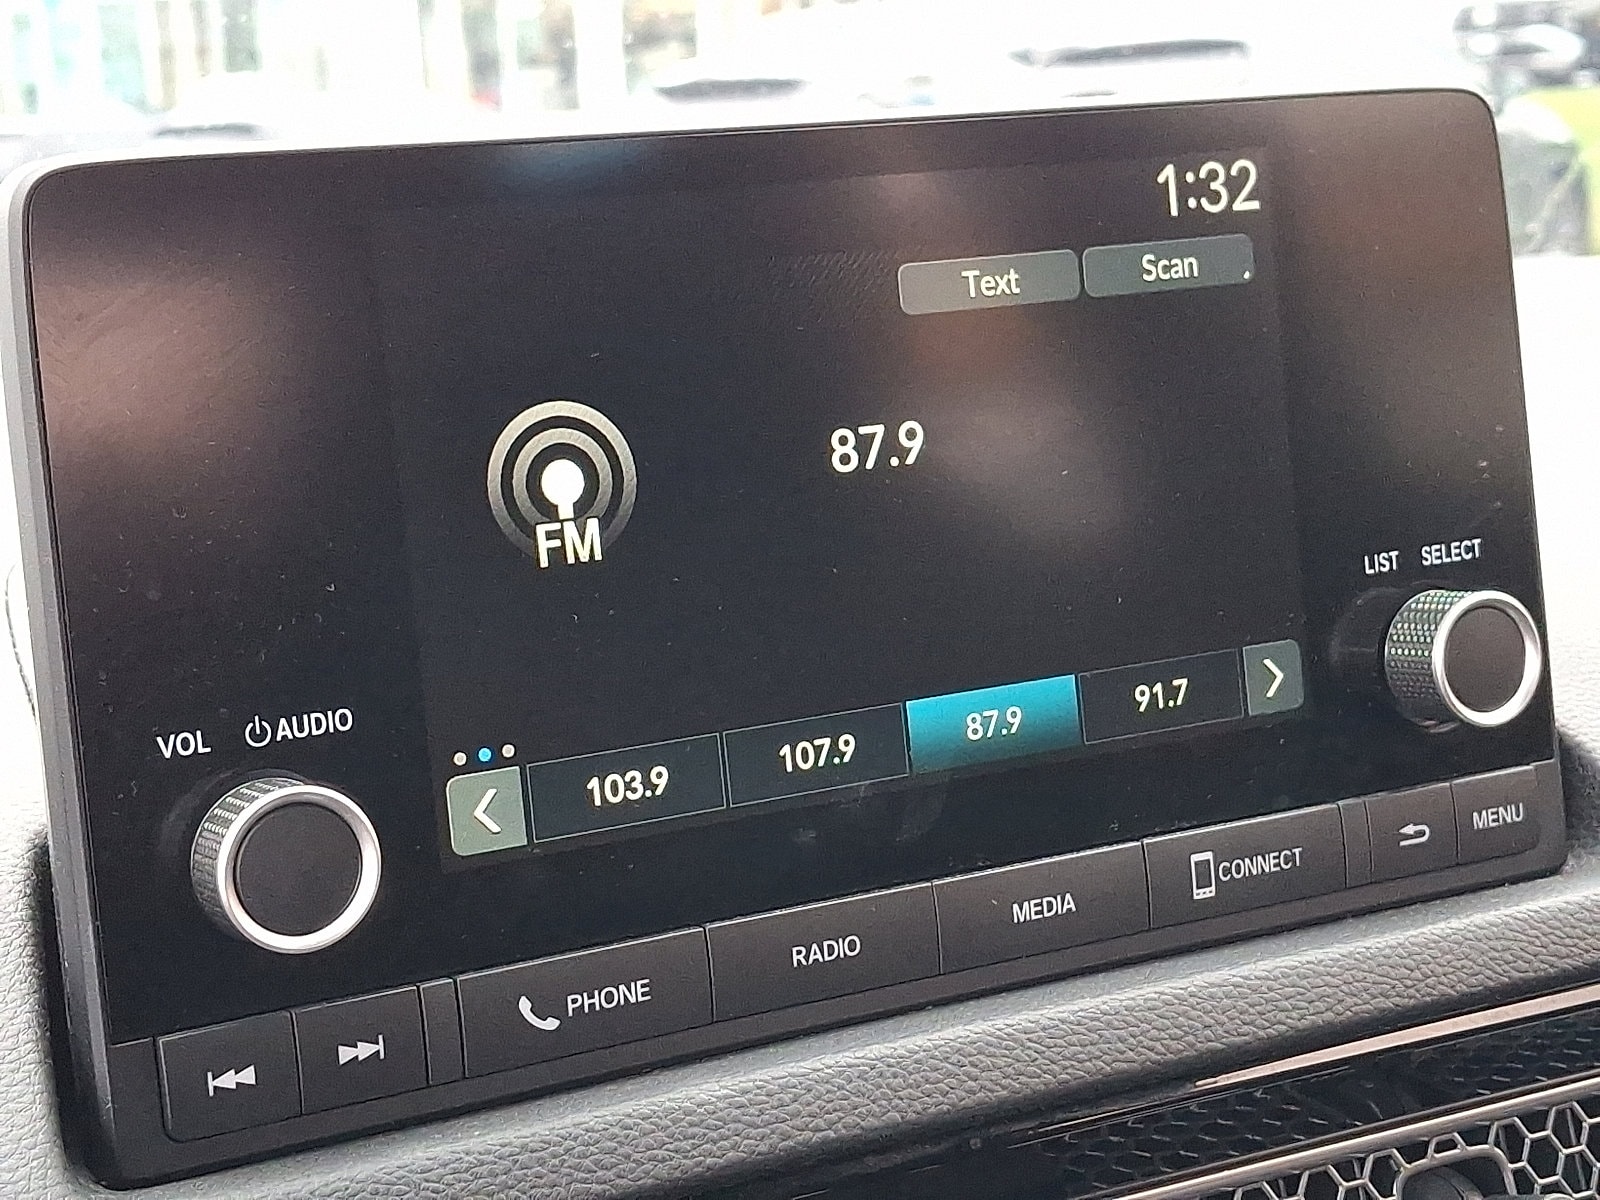 1:32
Text
Scan
87.9
FM
LIST
SELECT
VOL
AUDIO
103.9
107.9
87.9
91.7
PHONE
RADIO
MEDIA
CONNECT
MENU